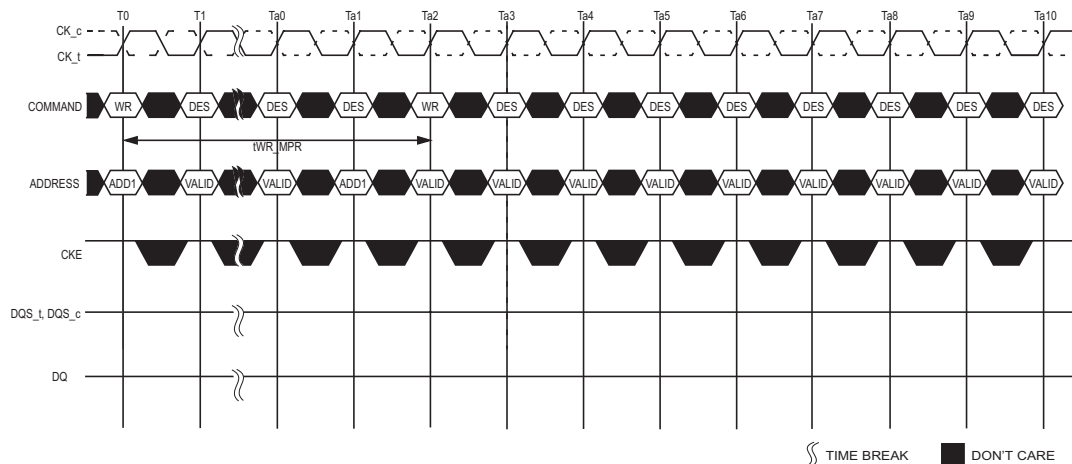 T0 T1 Ta0 Ta1 Ta2 Ta3 Ta4 Ta5 Ta6 Ta7 Ta8 Ta9 Ta10
CK_c
CK_t
COMMAND WR DES DES DES WR DES DES DES DES DES DES DES DES
tWR_MPR
ADDRESS ADD1 VALID VALID ADD1 VALID VALID VALID VALID VALID VALID VALID VALID VALID
CKE
DQS_t, DQS_c
DQ
TIME BREAK DON'T CARE